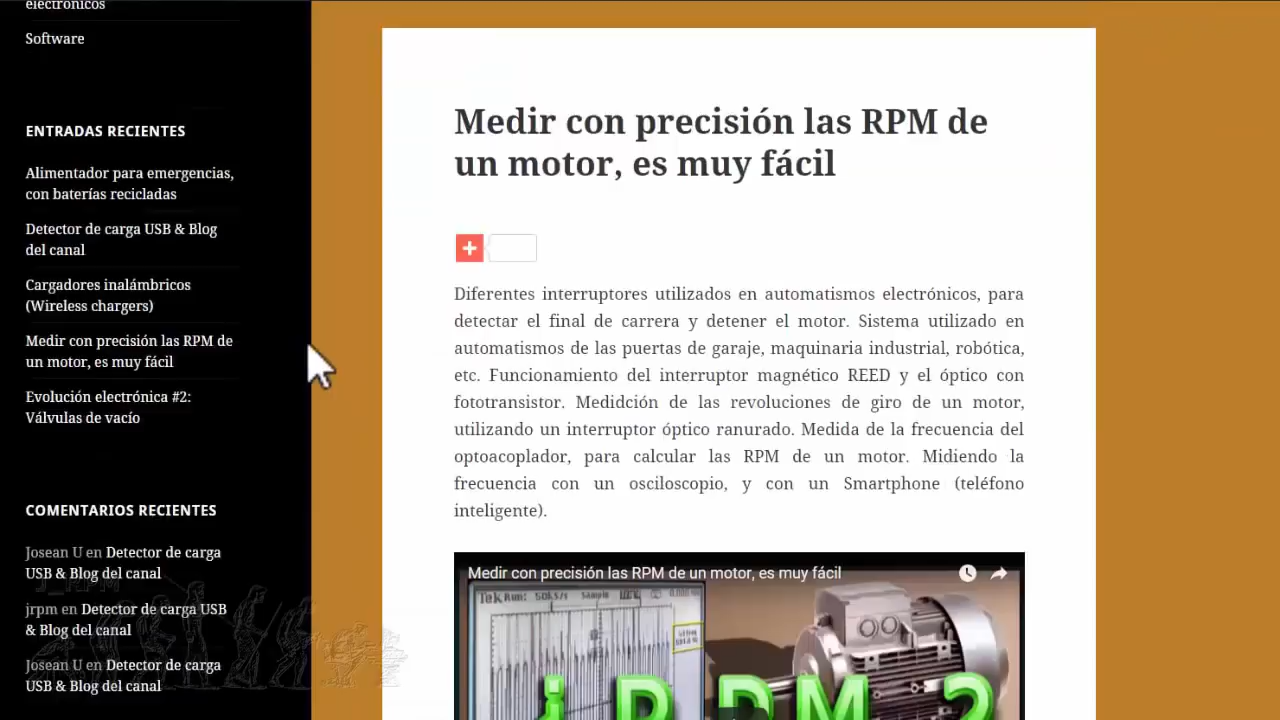 electrónicos
Software
ENTRADAS RECIENTES
Alimentador para emergencias,
con baterías recicladas
Detector de carga USB & Blog
del canal
Cargadores inalámbricos
(Wireless chargers)
Medir con precisión las RPM de
un motor, es muy fácil
Evolución electrónica #2:
Válvulas de vacío
COMENTARIOS RECIENTES
Josean U en Detector de carga
USB & Blog del canal
jrpm en Detector de carga USB
& Blog del canal
Josean U en Detector de carga
USB & Blog del canal
J_RPM
Medir con precisión las RPM de
un motor, es muy fácil
Diferentes interruptores utilizados en automatismos electrónicos, para
detectar el final de carrera y detener el motor. Sistema utilizado en
automatismos de las puertas de garaje, maquinaria industrial, robótica,
etc. Funcionamiento del interruptor magnético REED y el óptico con
fototransistor. Medidción de las revoluciones de giro de un motor,
utilizando un interruptor óptico ranurado. Medida de la frecuencia del
optoacoplador, para calcular las RPM de un motor. Midiendo la
frecuencia con un osciloscopio, y con un Smartphone (teléfono
inteligente).
Medir con precisión las RPM de un motor, es muy fácil
Tek Run: 50kS/s Sample
¿RPM?